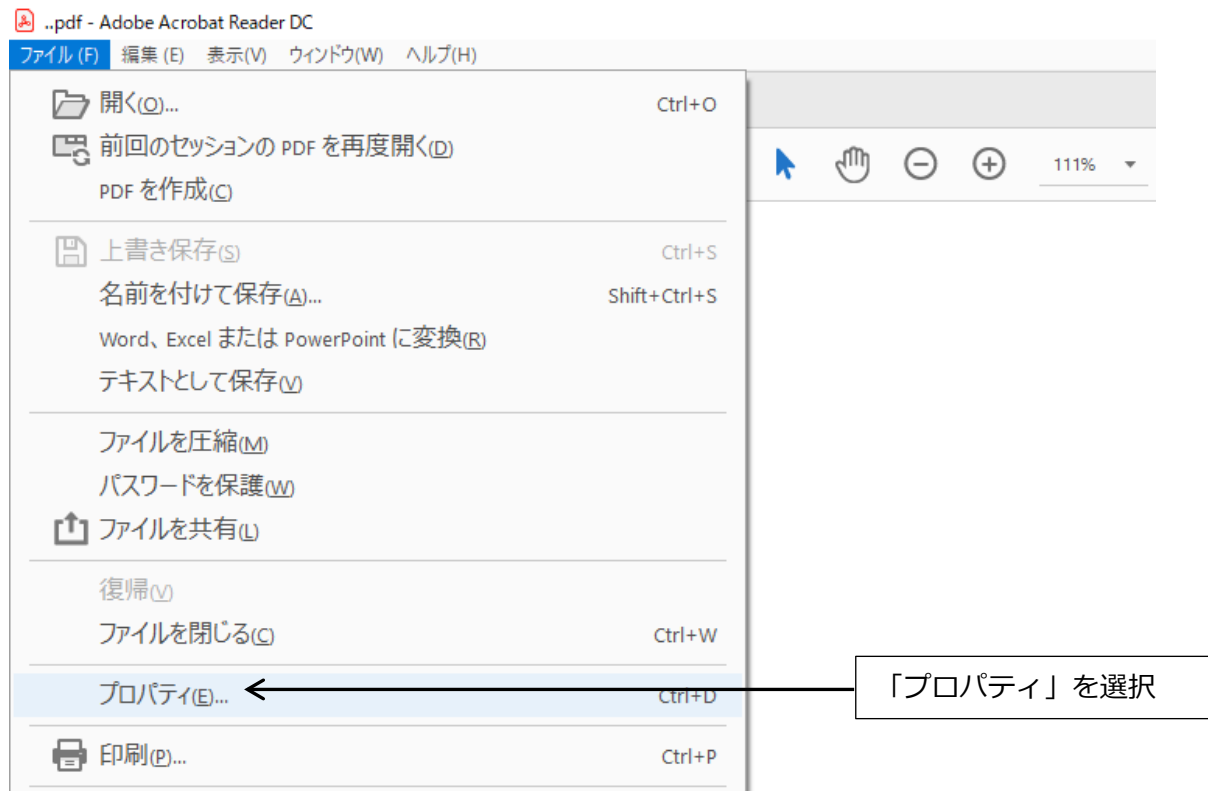 ..pdf - Adobe Acrobat Reader DC
ファイル (F) 編集 (E) 表示(V) ウィンドウ(W) ヘルプ(H)
開く(O)... Ctrl+O
前回のセッションの PDF を再度開く(D)
PDF を作成(C)
111%
上書き保存(S) Ctrl+S
名前を付けて保存(A)... Shift+Ctrl+S
Word、Excel または PowerPoint に変換(R)
テキストとして保存(V)
ファイルを圧縮(M)
パスワードを保護(W)
ファイルを共有(L)
復帰(V)
ファイルを閉じる(C) Ctrl+W
プロパティ(E)... Ctrl+D
「プロパティ」を選択
印刷(P)... Ctrl+P